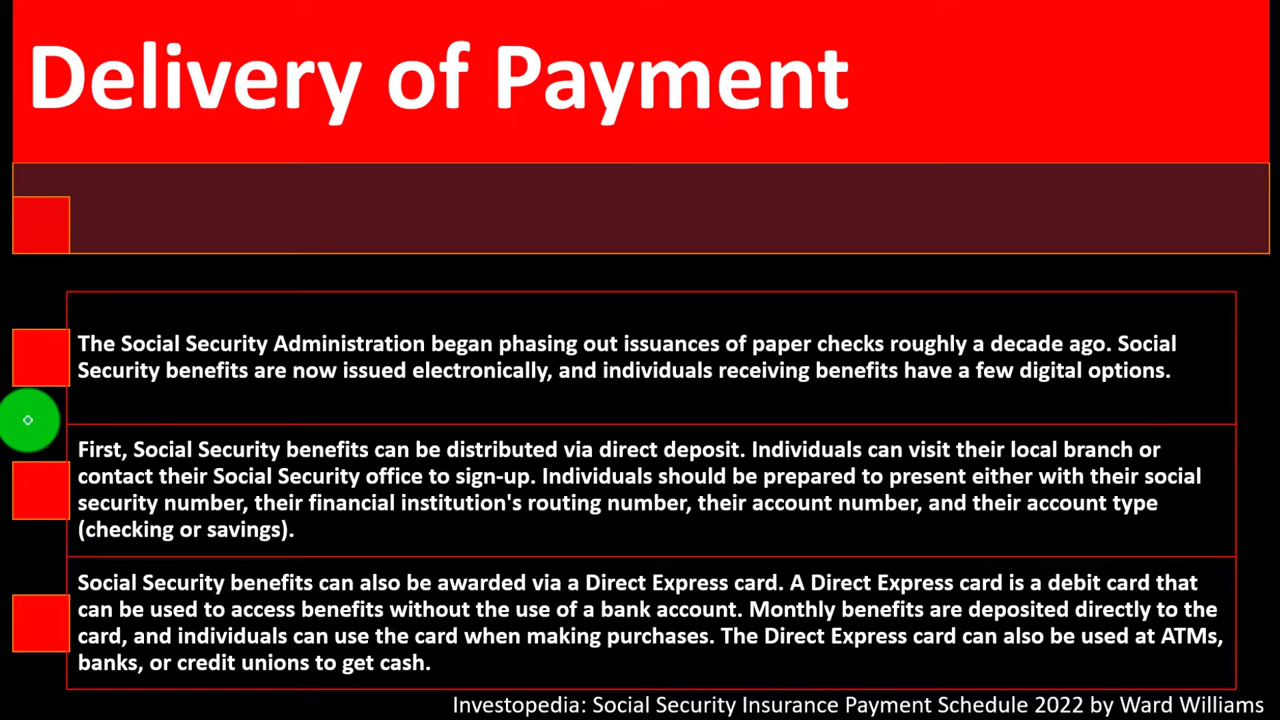 Delivery of Payment
The Social Security Administration began phasing out issuances of paper checks roughly a decade ago. Social
Security benefits are now issued electronically, and individuals receiving benefits have a few digital options.
First, Social Security benefits can be distributed via direct deposit. Individuals can visit their local branch or
contact their Social Security office to sign-up. Individuals should be prepared to present either with their social
security number, their financial institution's routing number, their account number, and their account type
(checking or savings).
Social Security benefits can also be awarded via a Direct Express card. A Direct Express card is a debit card that
can be used to access benefits without the use of a bank account. Monthly benefits are deposited directly to the
card, and individuals can use the card when making purchases. The Direct Express card can also be used at ATMs,
banks, or credit unions to get cash.
Investopedia: Social Security Insurance Payment Schedule 2022 by Ward Williams